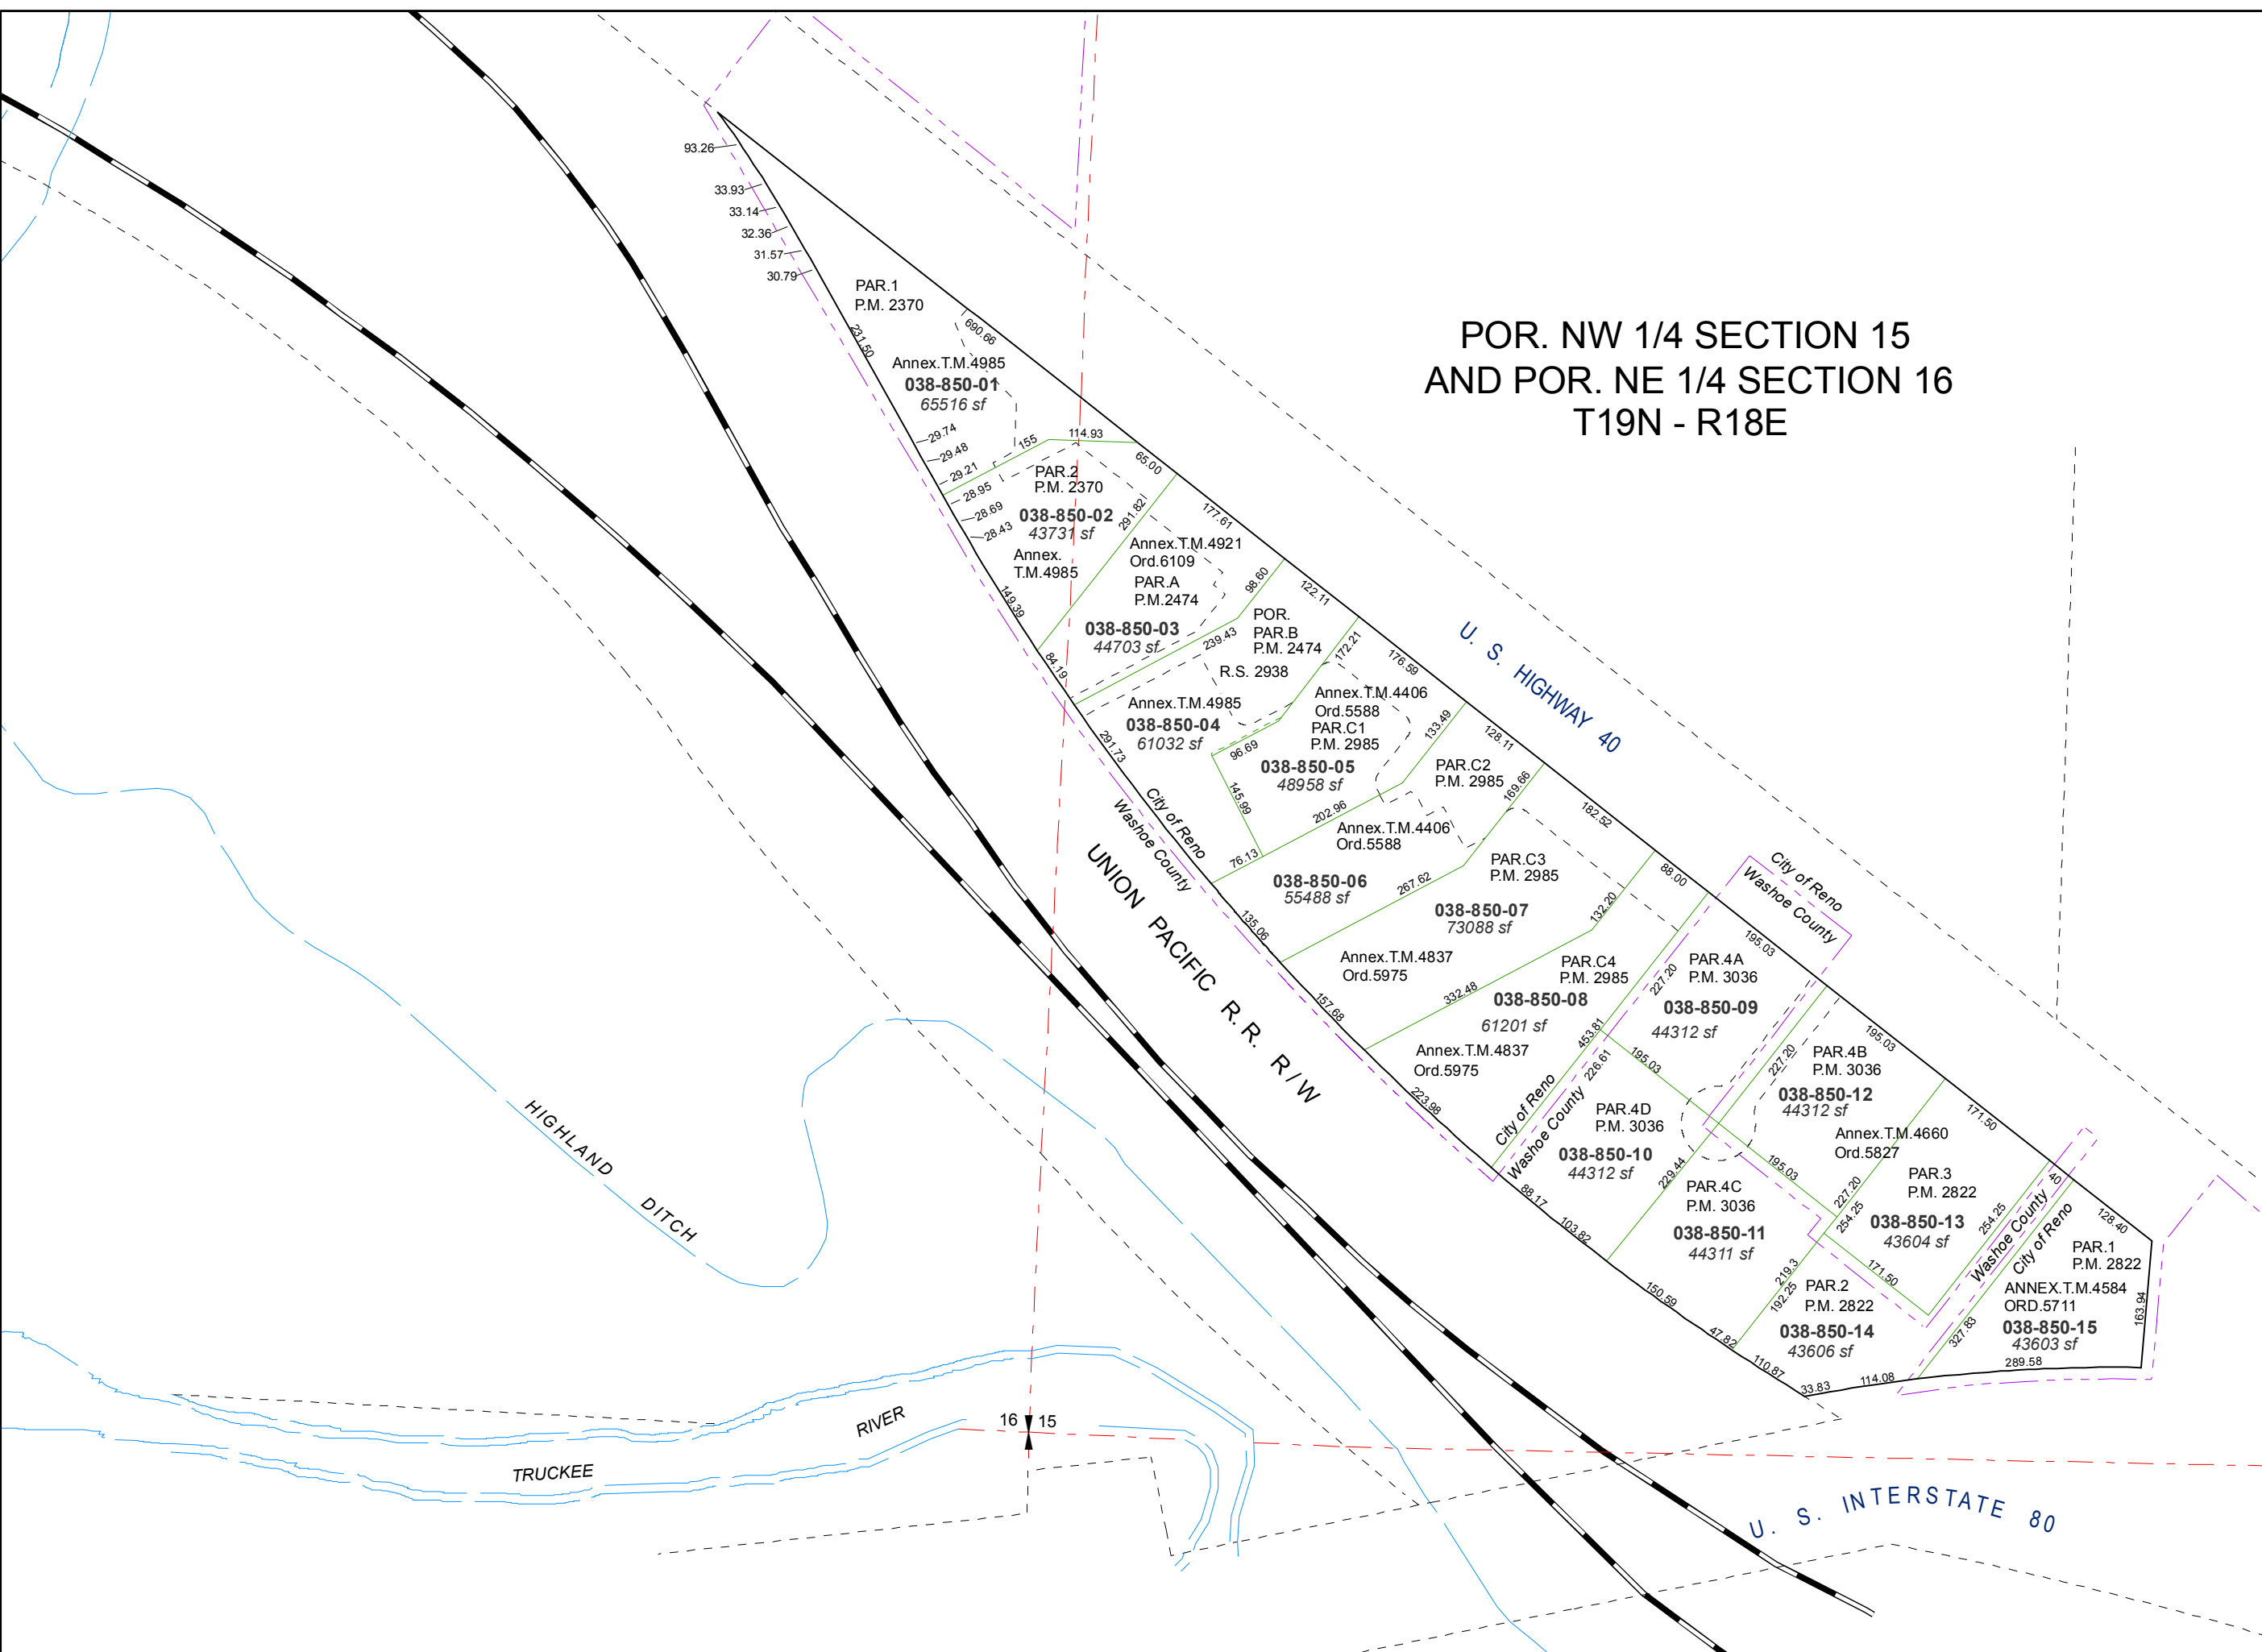 POR. NW 1/4 SECTION 15
AND POR. NE 1/4 SECTION 16
T19N - R18E
93.26
33.93
33.14
32.36
31.57
30.79
231.50
PAR.1
P.M. 2370
690.66
Annex.T.M.4985
038-850-01
65516 sf
29.74
29.48
29.21
155
114.93
65.00
28.95
28.69
28.43
PAR.2
P.M. 2370
038-850-02
43731 sf
Annex.
T.M.4985
291.82
149.39
177.61
Annex.T.M.4921
Ord.6109
PAR.A
P.M.2474
038-850-03
44703 sf
98.60
84.19
239.43
122.11
POR.
PAR.B
P.M. 2474
R.S. 2938
172.21
Annex.T.M.4985
038-850-04
61032 sf
291.73
96.69
145.99
76.13
176.59
Annex.T.M.4406
Ord.5588
PAR.C1
P.M. 2985
038-850-05
48958 sf
133.49
202.96
128.11
PAR.C2
P.M. 2985
169.66
Annex.T.M.4406
Ord.5588
038-850-06
55488 sf
267.62
135.06
182.52
PAR.C3
P.M. 2985
038-850-07
73088 sf
132.20
Annex.T.M.4837
Ord.5975
157.68
332.48
88.00
PAR.C4
P.M. 2985
038-850-08
61201 sf
Annex.T.M.4837
Ord.5975
453.81
223.98
City of Reno
Washoe County
City of Reno
Washoe County
City of Reno
Washoe County
195.03
PAR.4A
P.M. 3036
227.20
038-850-09
44312 sf
195.03
226.61
PAR.4D
P.M. 3036
038-850-10
44312 sf
88.17
229.44
103.82
PAR.4C
P.M. 3036
038-850-11
44311 sf
150.59
195.03
227.20
PAR.4B
P.M. 3036
038-850-12
44312 sf
195.03
Annex.T.M.4660
Ord.5827
227.20
254.25
171.50
PAR.3
P.M. 2822
038-850-13
43604 sf
254.25
171.50
219.3
192.25
PAR.2
P.M. 2822
038-850-14
43606 sf
47.82
110.87
33.83
114.08
40
Washoe County
City of Reno
327.83
128.40
PAR.1
P.M. 2822
ANNEX.T.M.4584
ORD.5711
038-850-15
43603 sf
289.58
163.94
U. S. HIGHWAY 40
UNION PACIFIC R. R. R / W
HIGHLAND DITCH
TRUCKEE RIVER
16 15
U. S. INTERSTATE 80